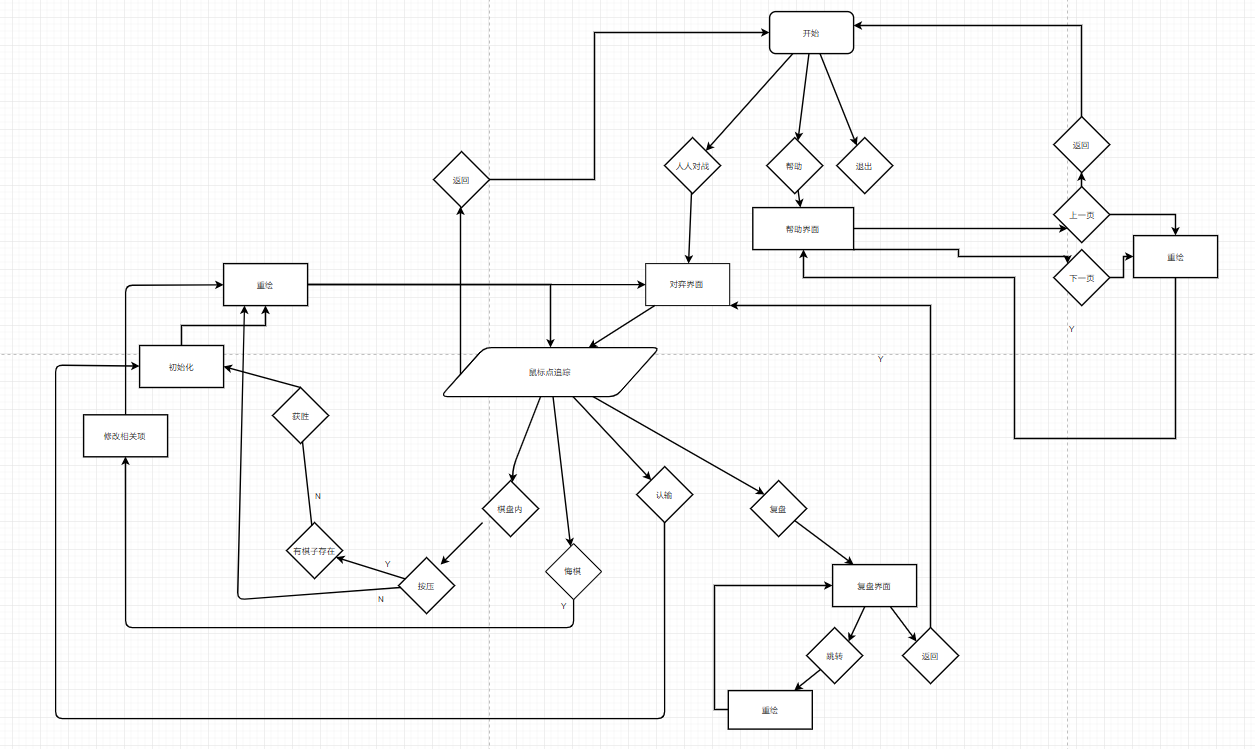 开始
返回
人人对战
帮助
退出
返回
上一页
帮助界面
重绘
下一页
重绘
对弈界面
Y
Y
初始化
鼠标点追踪
获胜
修改相关项
N
棋盘内
认输
复盘
有棋子存在
Y
按压
悔棋
复盘界面
N
Y
跳转
返回
重绘